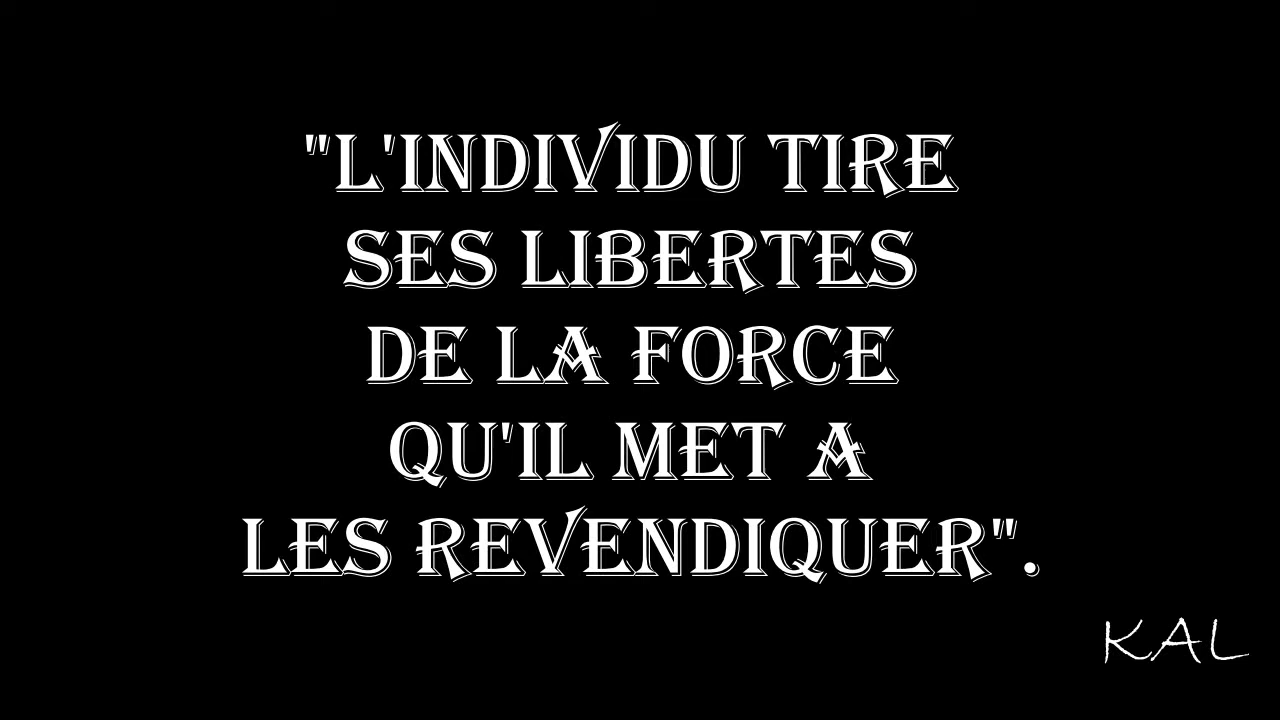 "L'INDIVIDU TIRE
SES LIBERTES
DE LA FORCE
QU'IL MET A
LES REVENDIQUER".
KAL